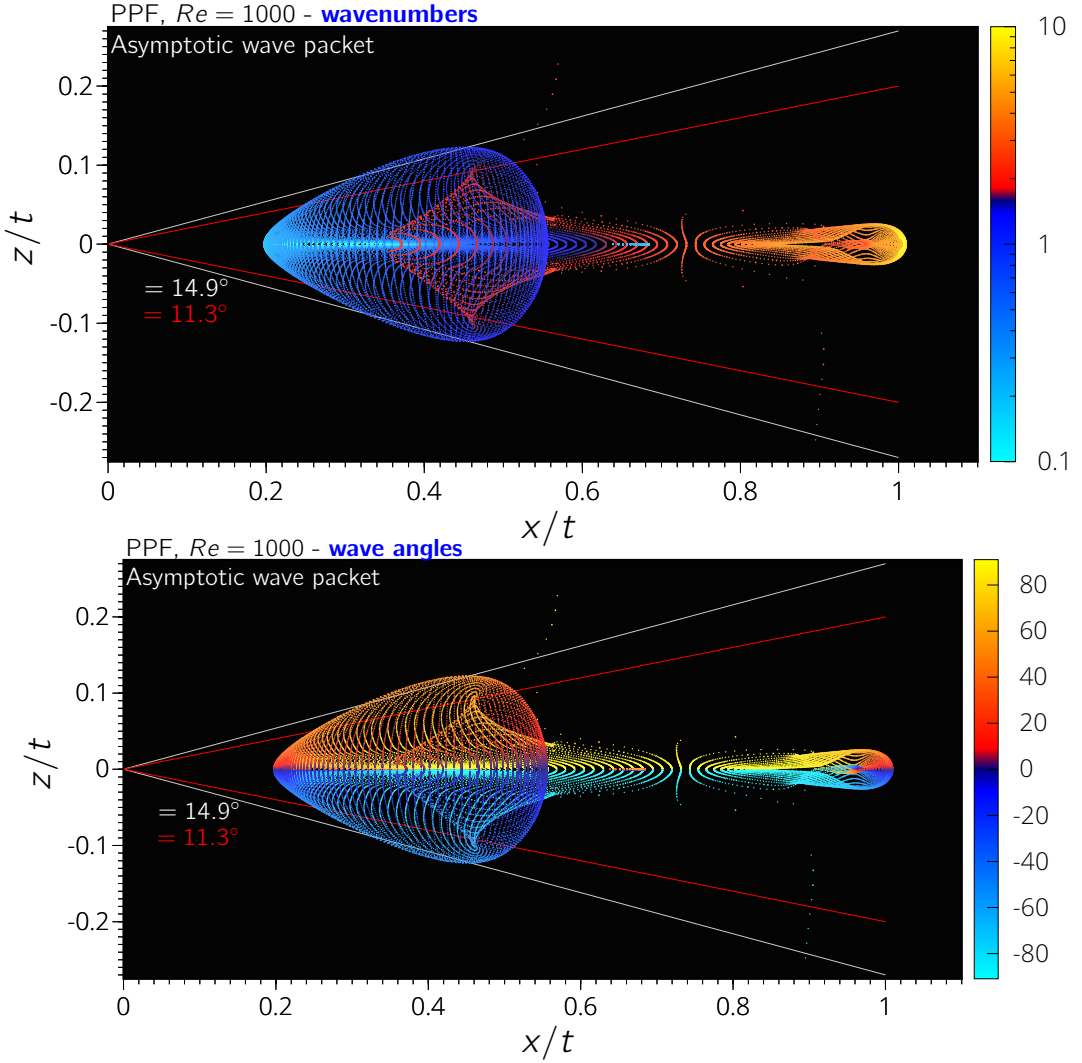 PPF, Re = 1000 - wavenumbers
Asymptotic wave packet
10
1
0.1
0.2
0.1
0
-0.1
-0.2
z/t
= 14.9°
= 11.3°
0 0.2 0.4 0.6 0.8 1
x/t
PPF, Re = 1000 - wave angles
Asymptotic wave packet
80
60
40
20
0
-20
-40
-60
-80
0.2
0.1
0
-0.1
-0.2
z/t
= 14.9°
= 11.3°
0 0.2 0.4 0.6 0.8 1
x/t